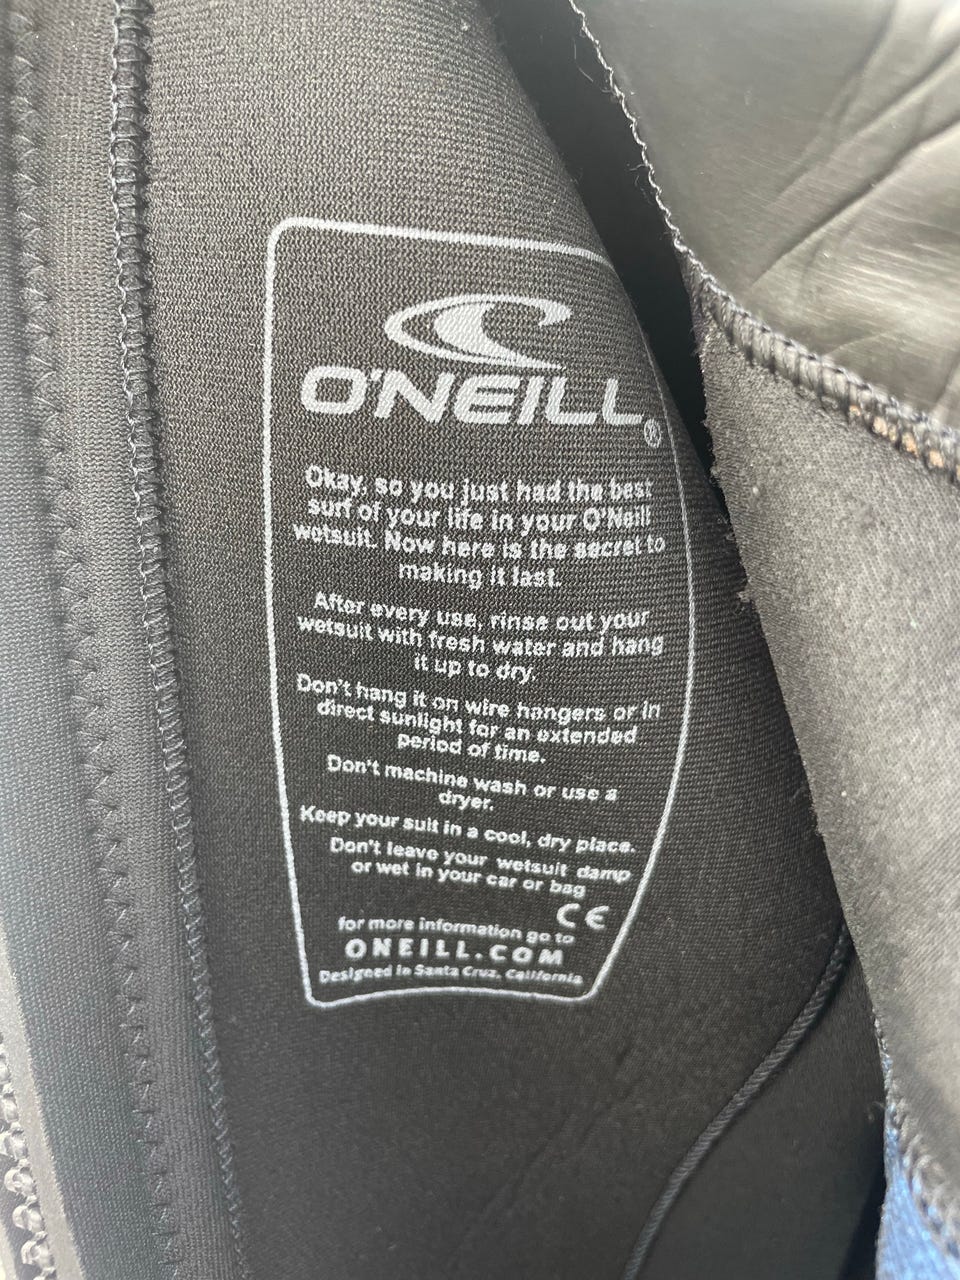 O'NEILL®
Okay, so you just had the best
surf of your life in your O'Neill
wetsuit. Now here is the secret to
making it last.
After every use, rinse out your
wetsuit with fresh water and hang
it up to dry.
Don't hang it on wire hangers or in
direct sunlight for an extended
period of time.
Don't machine wash or use a
dryer.
Keep your suit in a cool, dry place.
Don't leave your wetsuit damp
or wet in your car or bag
CE
for more information go to
ONEILL.COM
Designed in Santa Cruz, California